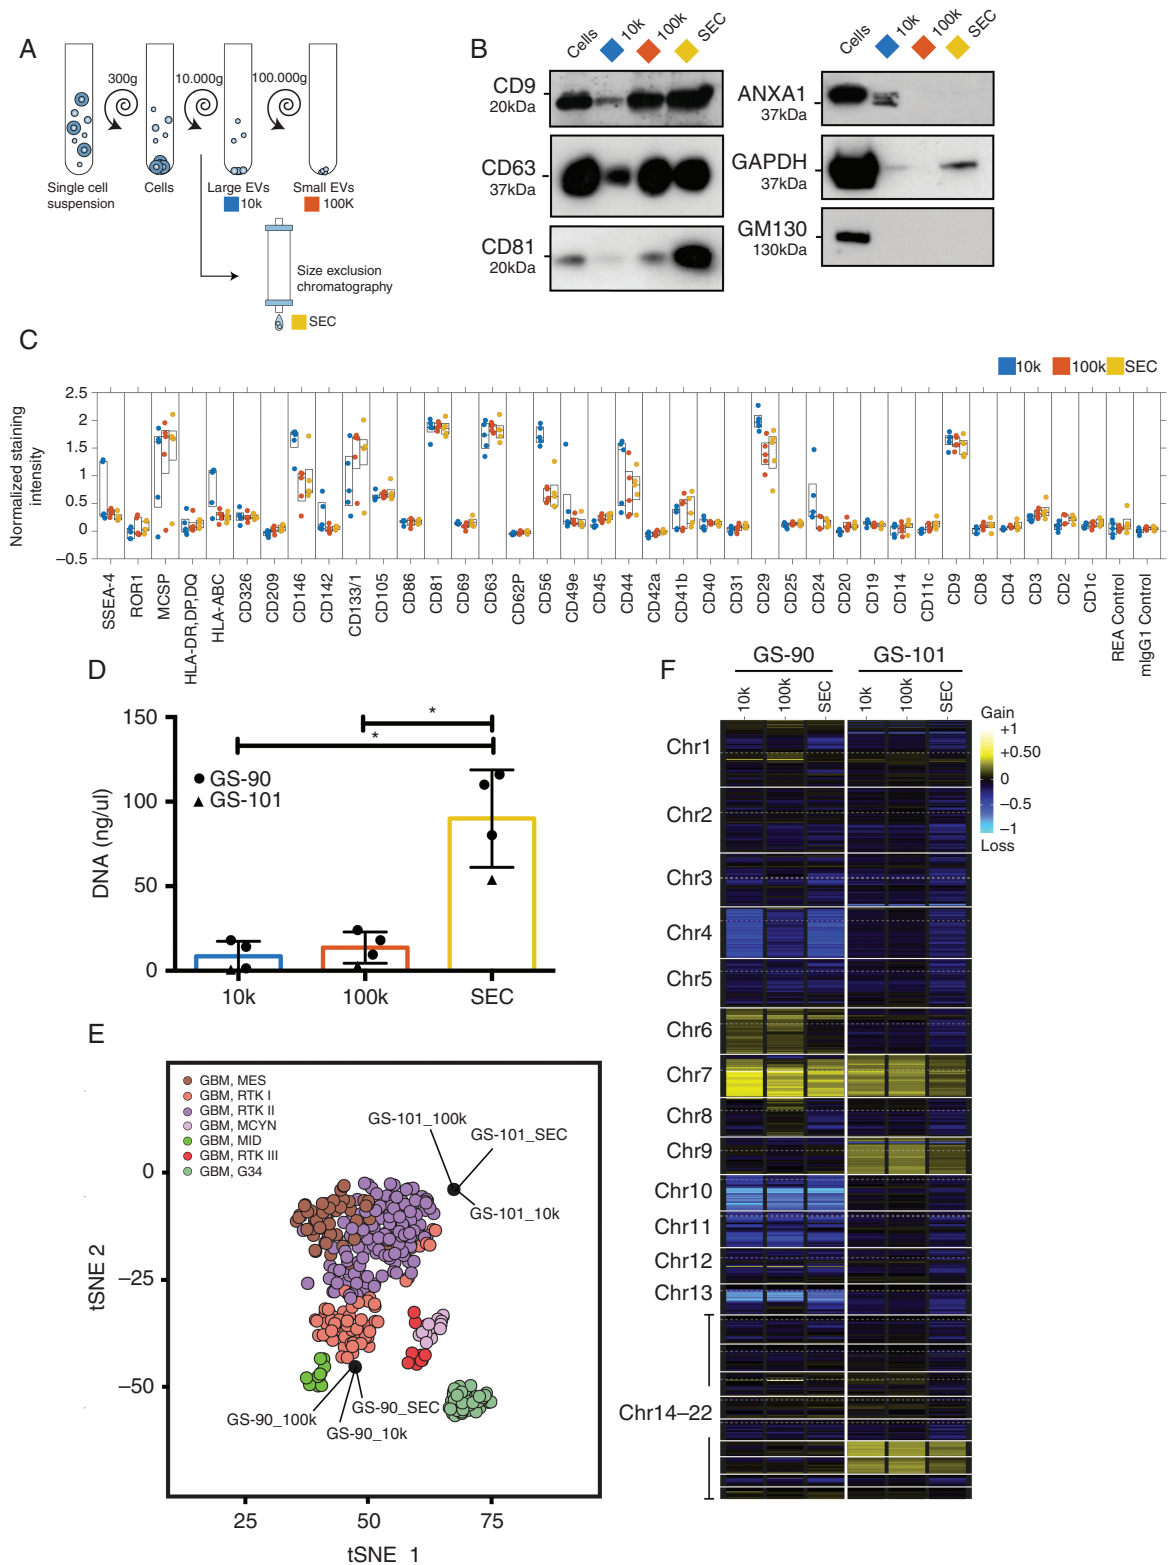 A
300g
10.000g
100.000g
Single cell
suspension
Cells
Large EVs
10k
Small EVs
100K
Size exclusion
chromatography
SEC
B
Cells
10k
100k
SEC
CD9
20kDa
CD63
37kDa
CD81
20kDa
Cells
10k
100k
SEC
ANXA1
37kDa
GAPDH
37kDa
GM130
130kDa
C
10k
100k
SEC
Normalized staining
intensity
2.5
2
1.5
1
0.5
0
−0.5
SSEA-4
ROR1
MCSP
HLA-DR,DP,DQ
HLA-ABC
CD326
CD209
CD146
CD142
CD133/1
CD105
CD86
CD81
CD69
CD63
CD62P
CD56
CD49e
CD45
CD44
CD42a
CD41b
CD40
CD31
CD29
CD25
CD24
CD20
CD19
CD14
CD11c
CD9
CD8
CD4
CD3
CD2
CD1c
REA Control
mIgG1 Control
D
DNA (ng/ul)
150
100
50
0
*
*
GS-90
GS-101
10k
100k
SEC
E
GBM, MES
GBM, RTK I
GBM, RTK II
GBM, MCYN
GBM, MID
GBM, RTK III
GBM, G34
GS-101_100k
GS-101_SEC
GS-101_10k
GS-90_100k
GS-90_SEC
GS-90_10k
tSNE 2
0
−25
−50
25
50
75
tSNE 1
F
GS-90
GS-101
10k
100k
SEC
10k
100k
SEC
Gain
+1
+0.50
0
−0.5
−1
Loss
Chr1
Chr2
Chr3
Chr4
Chr5
Chr6
Chr7
Chr8
Chr9
Chr10
Chr11
Chr12
Chr13
Chr14–22